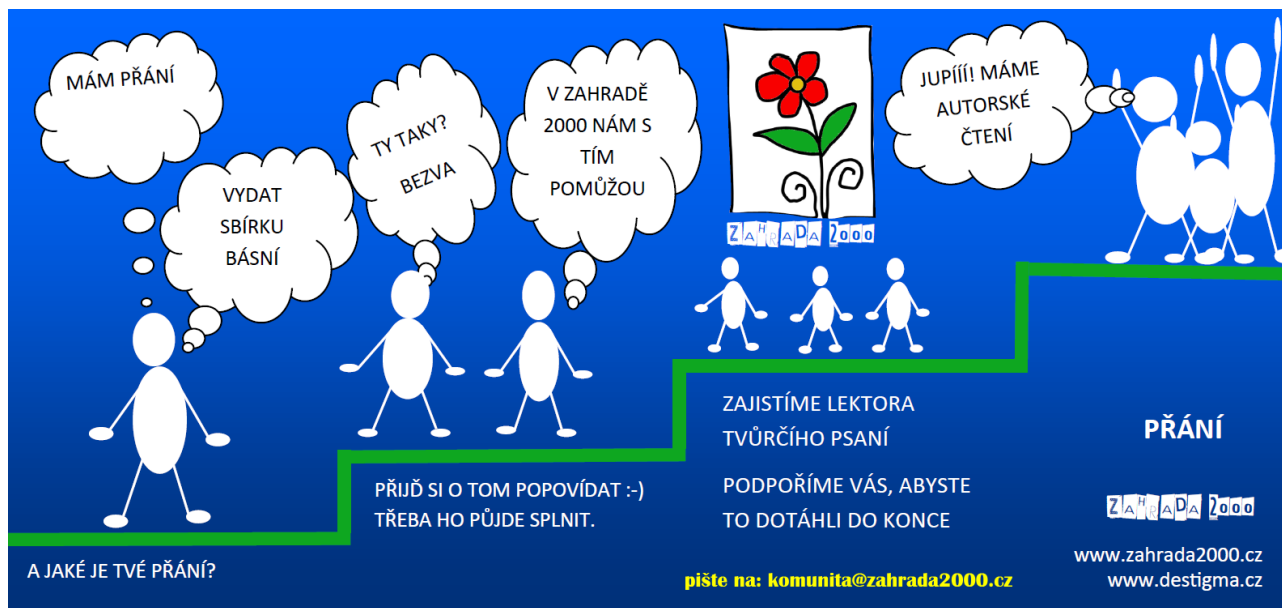 MÁM PŘÁNÍ
VYDAT
SBÍRKU
BÁSNÍ
TY TAKY?
BEZVA
V ZAHRADĚ
2000 NÁM S
TÍM
POMŮŽOU
ZAHRADA 2000
JUPÍÍÍ! MÁME
AUTORSKÉ
ČTENÍ
A JAKÉ JE TVÉ PŘÁNÍ?
PŘIJĎ SI O TOM POPOVÍDAT :-)
TŘEBA HO PŮJDE SPLNIT.
ZAJISTÍME LEKTORA
TVŮRČÍHO PSANÍ
PODPOŘÍME VÁS, ABYSTE
TO DOTÁHLI DO KONCE
pište na: komunita@zahrada2000.cz
PŘÁNÍ
ZAHRADA 2000
www.zahrada2000.cz
www.destigma.cz